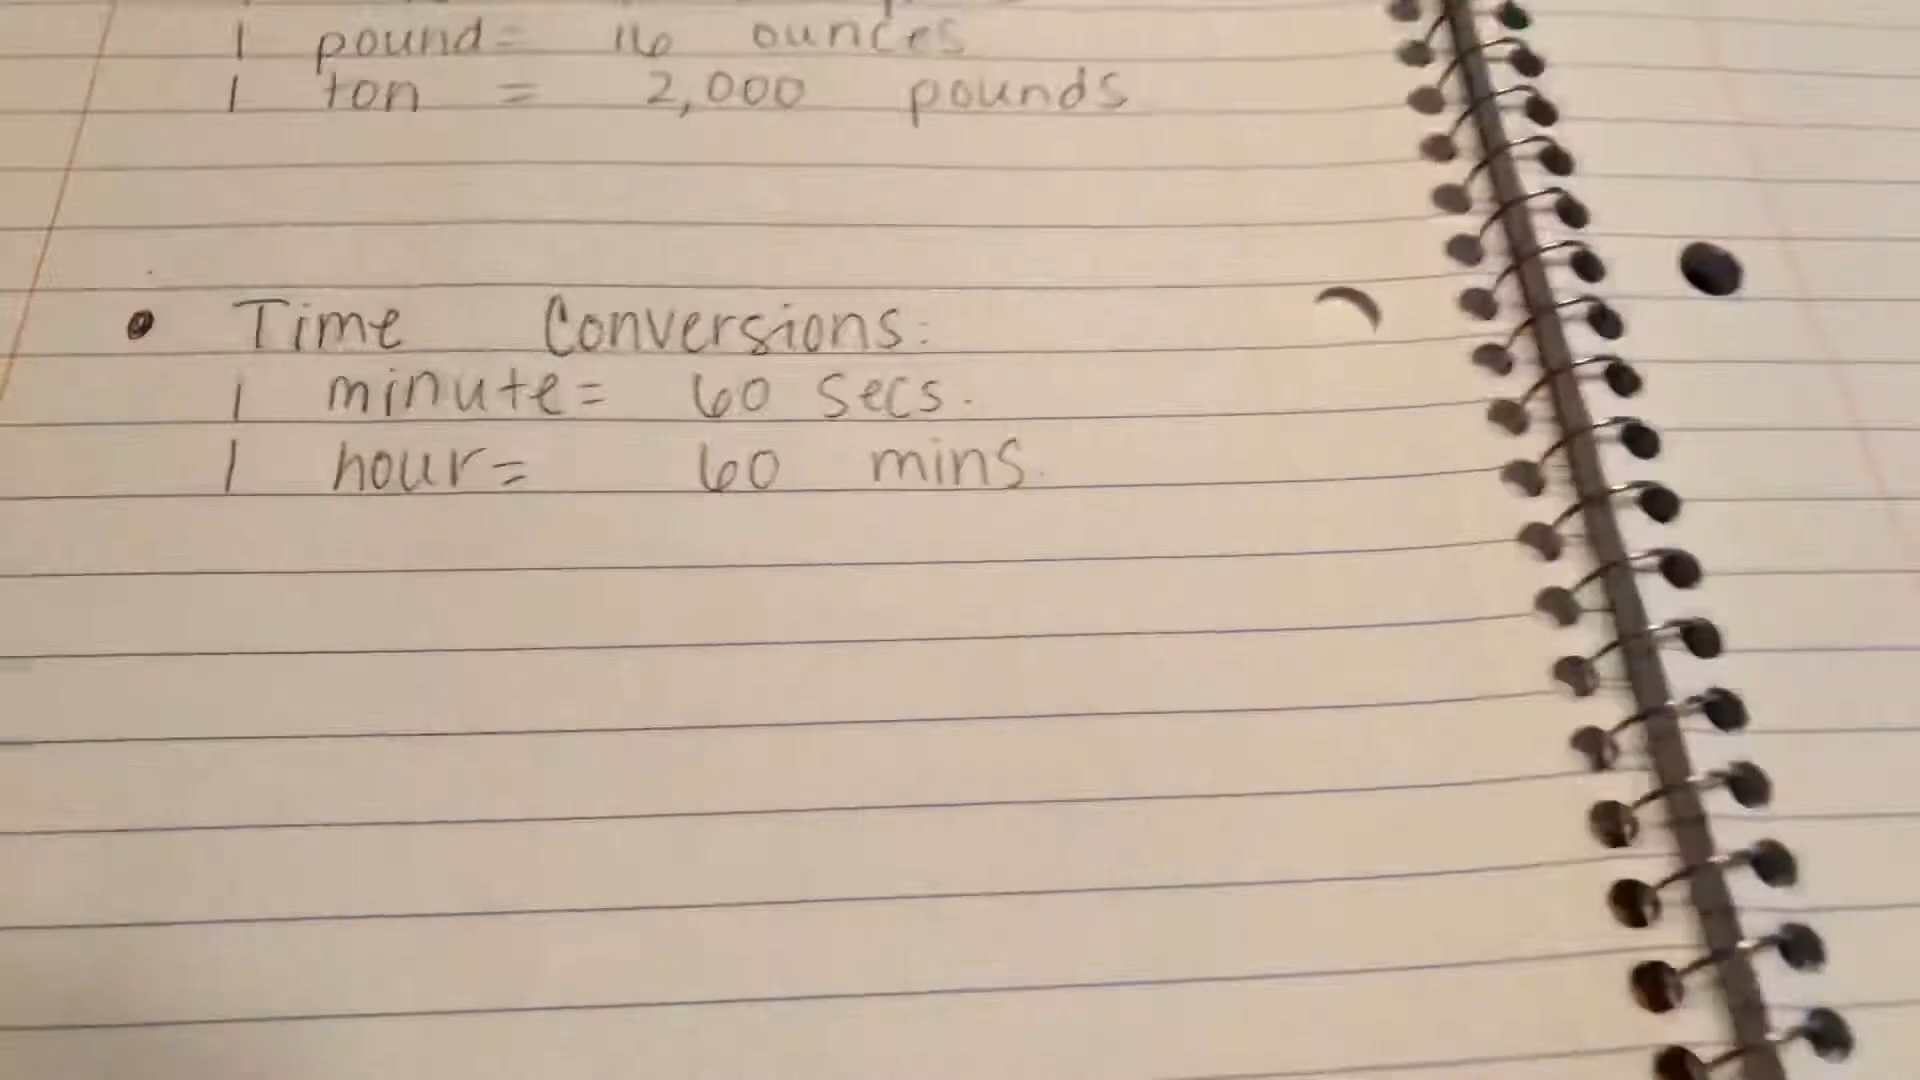 1 pound= 16 ounces
1 ton = 2,000 pounds
• Time Conversions:
1 minute= 60 secs.
1 hour= 60 mins.